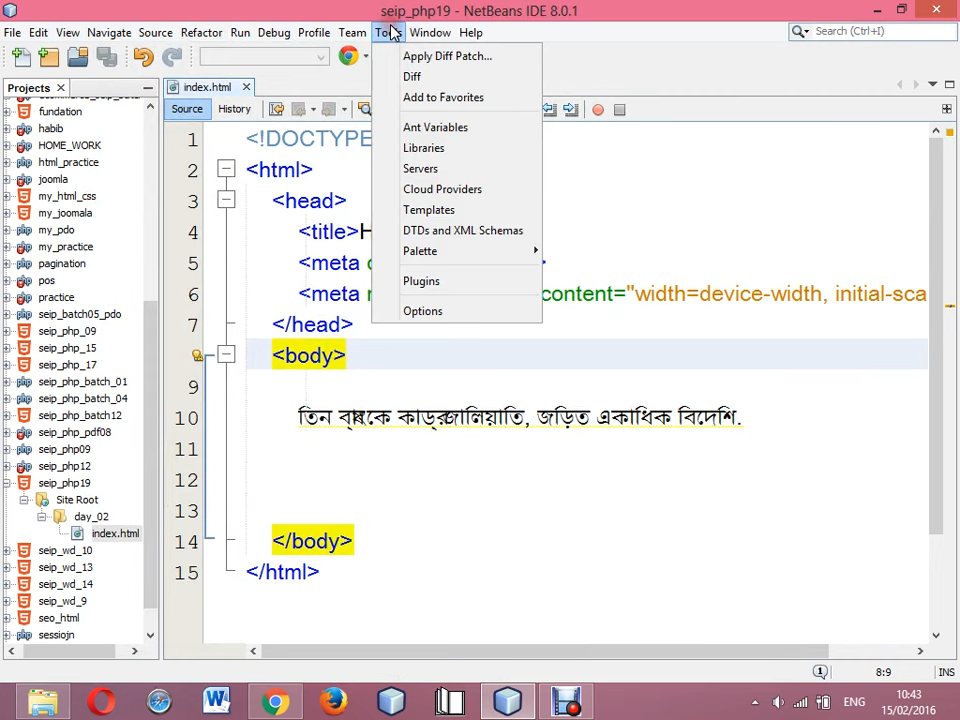 seip_php19 - NetBeans IDE 8.0.1
File Edit View Navigate Source Refactor Run Debug Profile Team Tools Window Help
Search (Ctrl+I)
Apply Diff Patch...
Diff
Add to Favorites
Ant Variables
Libraries
Servers
Cloud Providers
Templates
DTDs and XML Schemas
Palette
Plugins
Options
Projects
fundation
habib
HOME_WORK
html_practice
joomla
my_html_css
my_joomala
my_pdo
my_practice
pagination
pos
practice
seip_batch05_pdo
seip_php_09
seip_php_15
seip_php_17
seip_php_batch_01
seip_php_batch_04
seip_php_batch12
seip_php_pdf08
seip_php09
seip_php12
seip_php19
Site Root
day_02
index.html
seip_wd_10
seip_wd_13
seip_wd_14
seip_wd_9
seo_html
sessiojn
index.html
Source History
1 <!DOCTYPE
2 <html>
3 <head>
4 <title>
5 <meta
6 <meta content="width=device-width, initial-sca
7 </head>
8 <body>
9
10 তিন জালিয়াতি, জড়িত একাধিক বিদেশি.
11
12
13
14 </body>
15 </html>
8:9 INS
ENG
10:43
15/02/2016